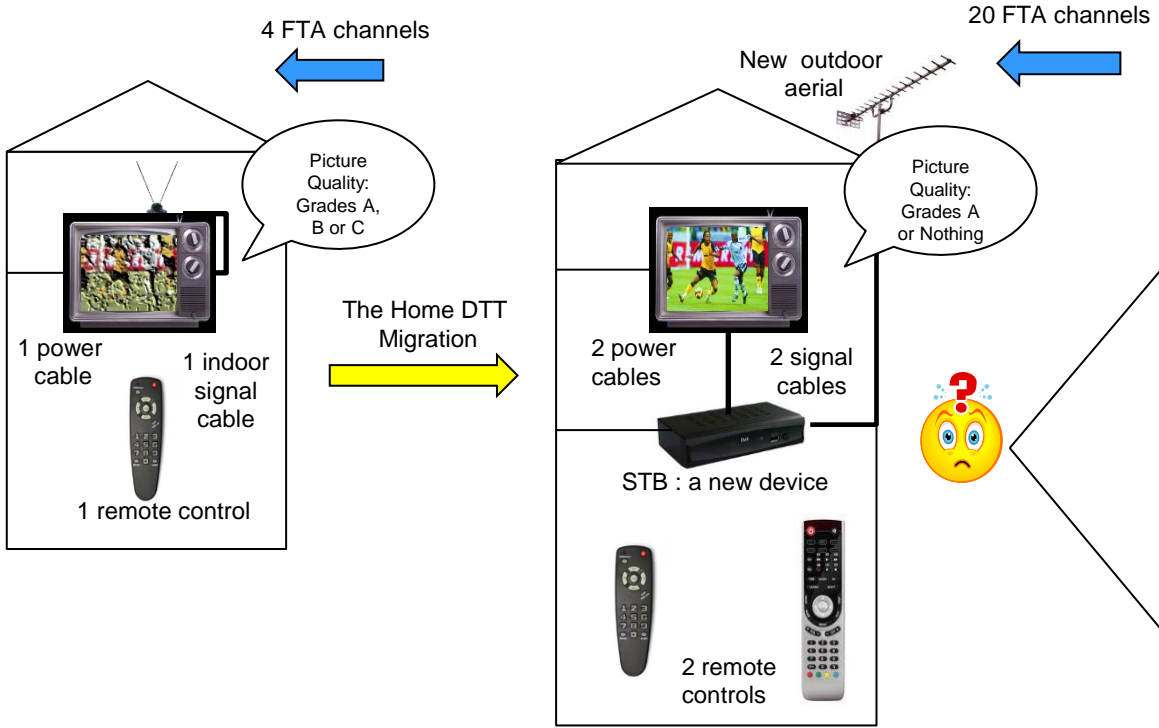 4 FTA channels
Picture
Quality:
Grades A,
B or C
1 power
cable
1 indoor
signal
cable
1 remote control
The Home DTT
Migration
20 FTA channels
New outdoor
aerial
Picture
Quality:
Grades A
or Nothing
2 power
cables
2 signal
cables
STB : a new device
2 remote
controls
?